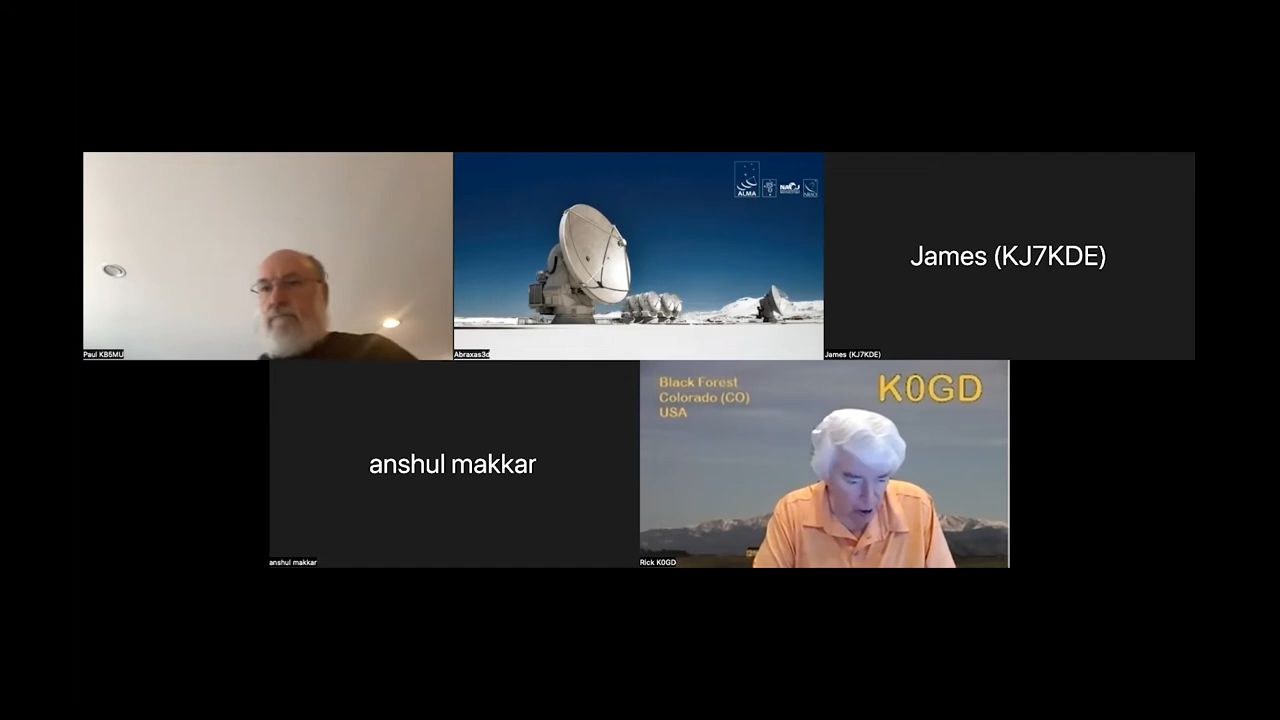 ALMA
Paul KB5MU
Abraxas3d
James (KJ7KDE)
James (KJ7KDE)
anshul makkar
anshul makkar
Black Forest
Colorado (CO)
USA
K0GD
Rick K0GD